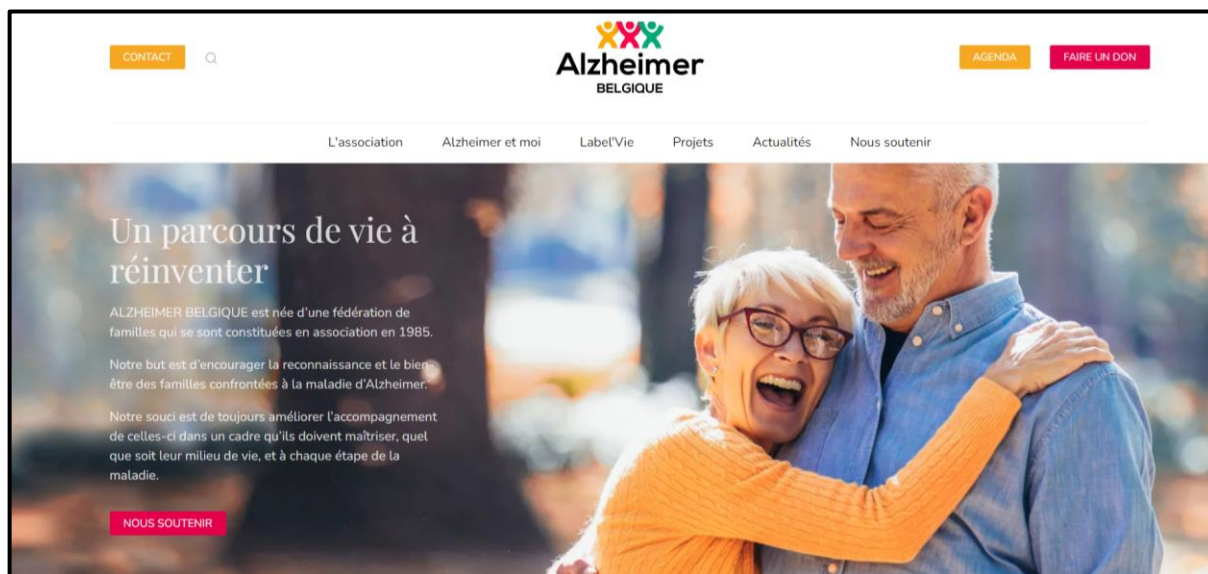 CONTACT
Alzheimer
BELGIQUE
AGENDA
FAIRE UN DON
L'association
Alzheimer et moi
Label'Vie
Projets
Actualités
Nous soutenir
Un parcours de vie à
réinventer
ALZHEIMER BELGIQUE est née d’une fédération de
familles qui se sont constituées en association en 1985.
Notre but est d’encourager la reconnaissance et le bien-
être des familles confrontées à la maladie d’Alzheimer.
Notre souci est de toujours améliorer l’accompagnement
de celles-ci dans un cadre qu’ils doivent maîtriser, quel
que soit leur milieu de vie, et à chaque étape de la
maladie.
NOUS SOUTENIR